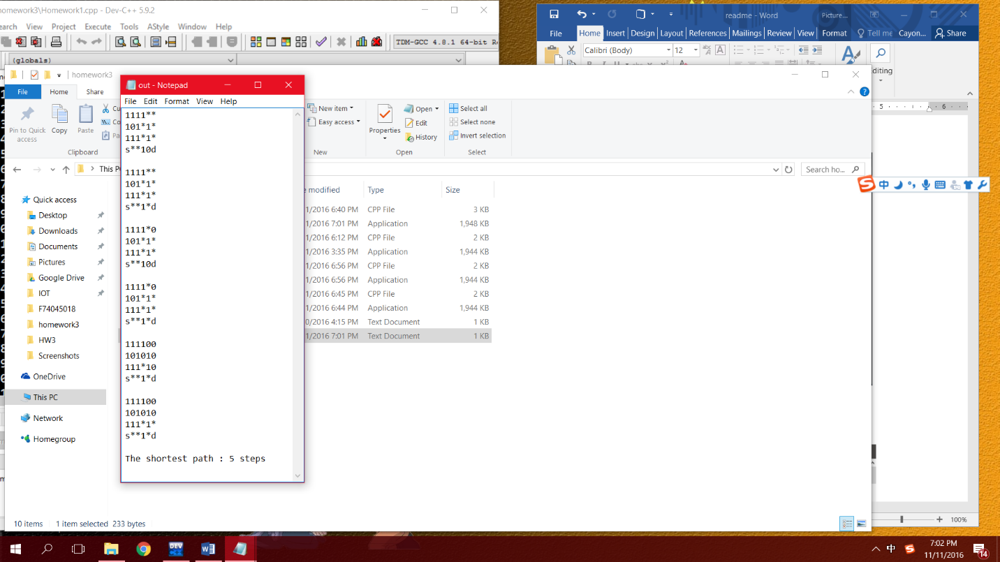 homework3\Homework1.cpp - Dev-C++ 5.9.2
earch View Project Execute Tools AStyle Window Help
TDM-GCC 4.8.1 64-bit Re
(globals)
readme - Word
Picture...
File Home Insert Design Layout References Mailings Review View Format Tell me Cayon... Share
Calibri (Body) 12
diting
5 6
100%
homework3
File Home Share
Pin to Quick access
Copy
Paste
Clipboard
New item
Easy access
New
Properties
Open
Edit
History
Open
Select all
Select none
Invert selection
Select
This P
Search ho...
Quick access
Desktop
Downloads
Documents
Pictures
Google Drive
IOT
F74045018
homework3
HW3
Screenshots
OneDrive
This PC
Network
Homegroup
out - Notepad
File Edit Format View Help
1111**
101*1*
111*1*
s**10d
1111**
101*1*
111*1*
s**1*d
1111*0
101*1*
111*1*
s**10d
1111*0
101*1*
111*1*
s**1*d
111100
101010
111*10
s**1*d
111100
101010
111*1*
s**1*d
The shortest path : 5 steps
e modified Type Size
1/2016 6:40 PM CPP File 3 KB
1/2016 7:01 PM Application 1,948 KB
1/2016 6:12 PM CPP File 2 KB
1/2016 3:35 PM Application 1,944 KB
1/2016 6:56 PM CPP File 2 KB
1/2016 6:56 PM Application 1,944 KB
1/2016 6:45 PM CPP File 2 KB
1/2016 6:44 PM Application 1,944 KB
0/2016 4:15 PM Text Document 1 KB
1/2016 7:01 PM Text Document 1 KB
10 items 1 item selected 233 bytes
中
DEV C++
中
7:02 PM
11/11/2016
14